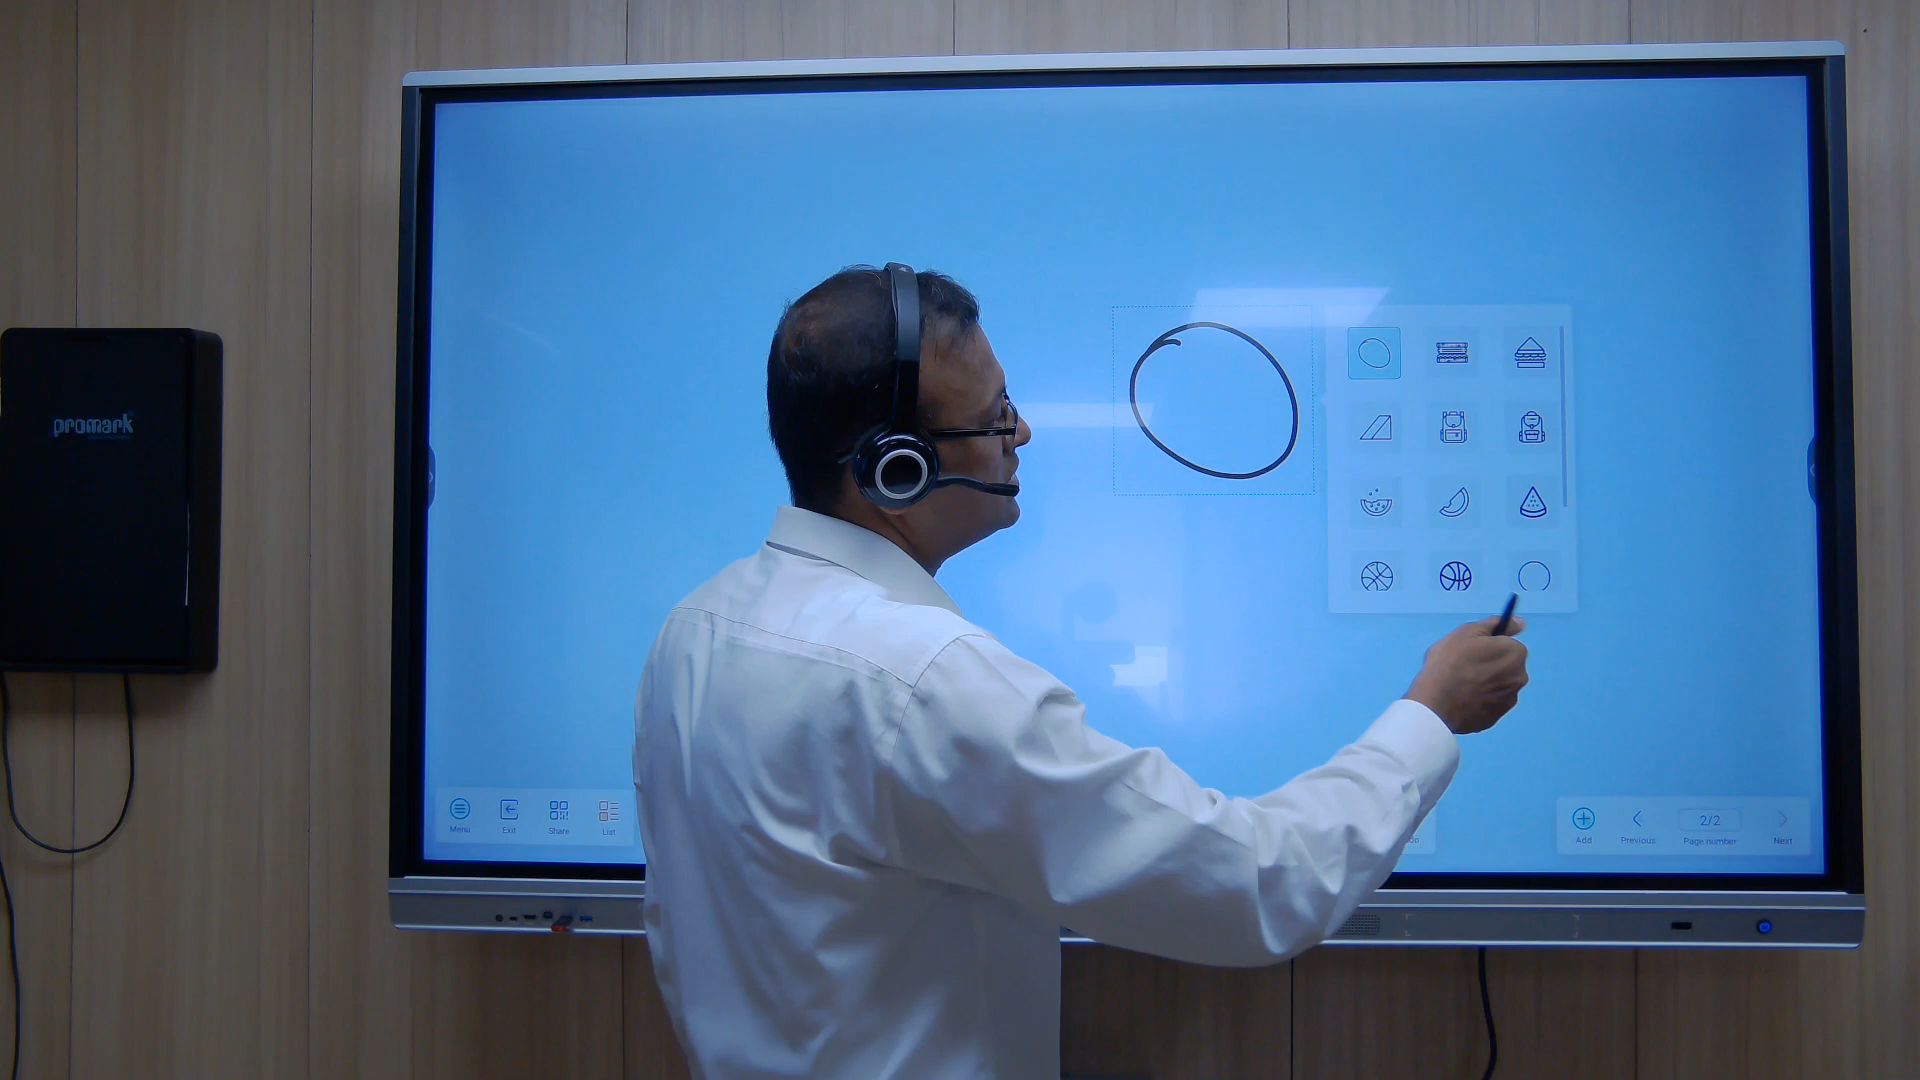 promark
Menu
Exit
Share
List
Add
Previous
2/2
Page number
Next